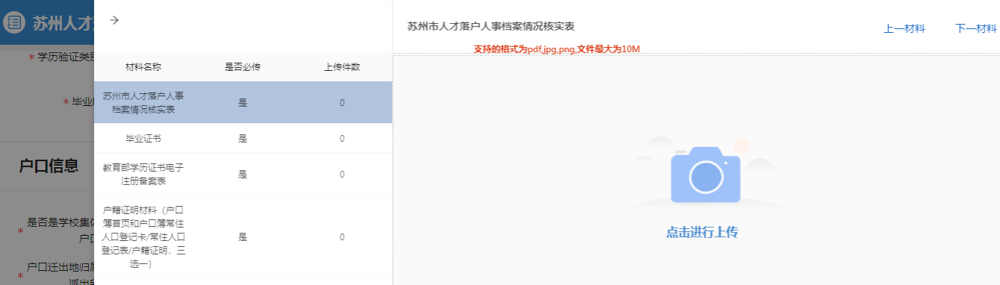 苏州人才
* 学历验证类别
* 毕业
户口信息
是否是学校集体
* 户口
户口迁出地归属
* 派出所
材料名称 是否必传 上传件数
苏州市人才落户人事
档案情况核实表 是 0
毕业证书 是 0
教育部学历证书电子
注册备案表 是 0
户籍证明材料（户口
簿首页和户口簿常住
人口登记卡/常住人口
登记表/户籍证明，三
选一） 是 0
苏州市人才落户人事档案情况核实表
上一材料 下一材料
支持的格式为pdf,jpg,png,文件最大为10M
点击进行上传